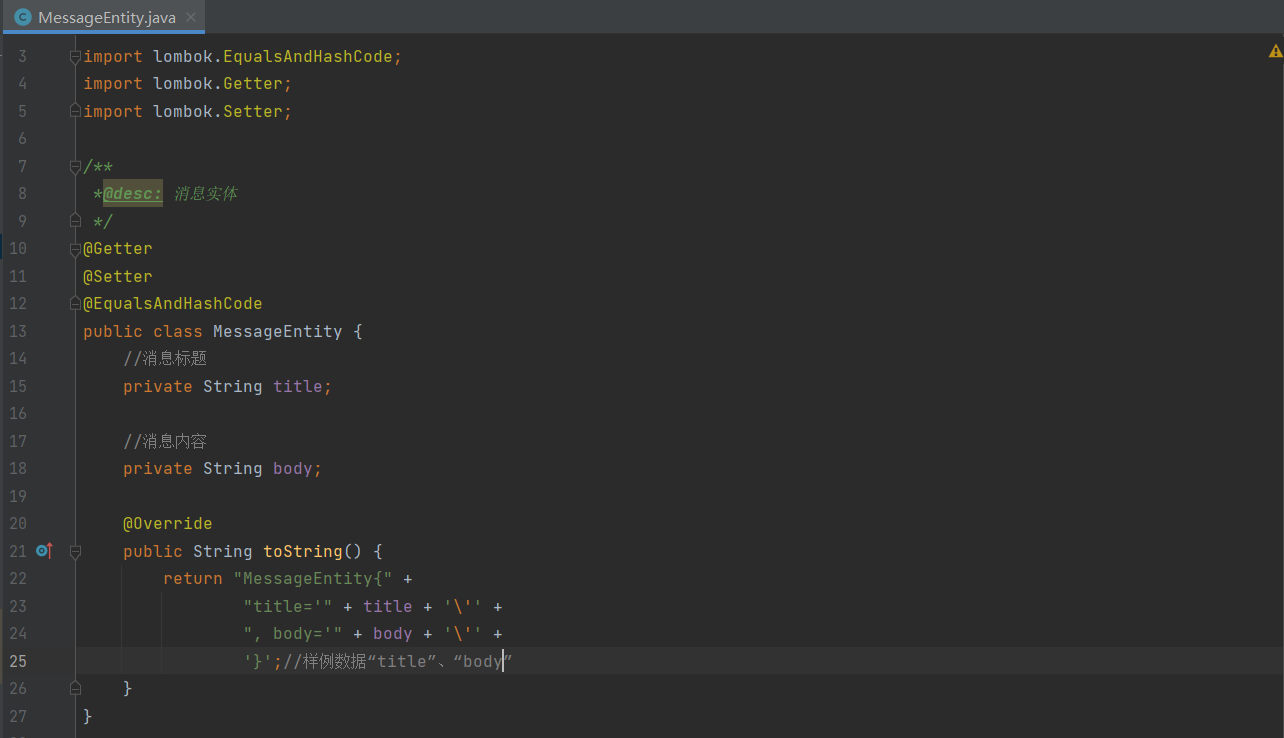 MessageEntity.java
3 import lombok.EqualsAndHashCode;
4 import lombok.Getter;
5 import lombok.Setter;
6
7 /**
8 *@desc: 消息实体
9 */
10 @Getter
11 @Setter
12 @EqualsAndHashCode
13 public class MessageEntity {
14 //消息标题
15 private String title;
16
17 //消息内容
18 private String body;
19
20 @Override
21 public String toString() {
22 return "MessageEntity{" +
23 "title='" + title + '\'' +
24 ", body='" + body + '\'' +
25 '}';//样例数据“title”、“body”
26 }
27 }